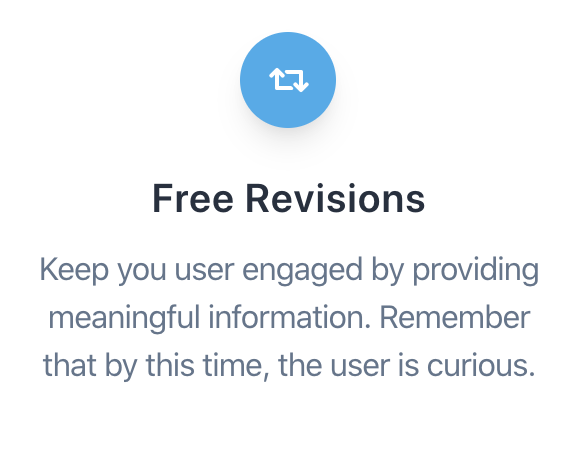 Free Revisions
Keep you user engaged by providing
meaningful information. Remember
that by this time, the user is curious.